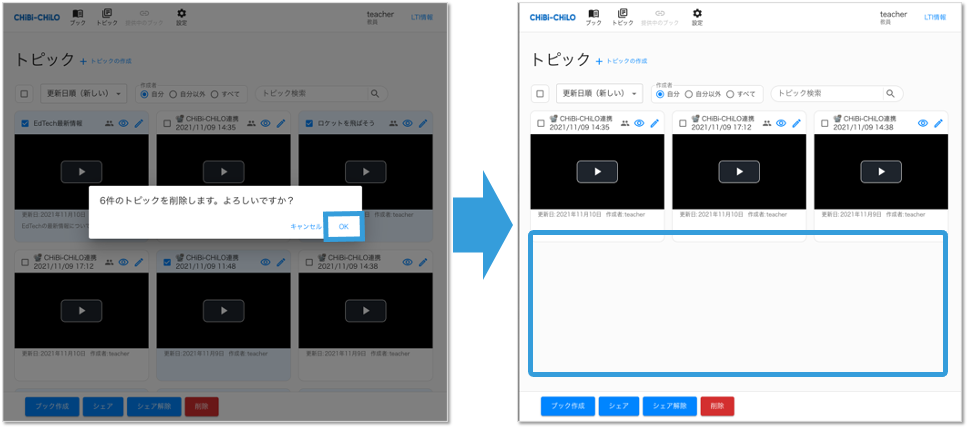 CHiBi-CHiLO
ブック
トピック
提供中のブック
設定
teacher
教員
LTI情報
トピック + トピックの作成
更新日順（新しい）
作成者
自分 自分以外 すべて
トピック検索
EdTech最新情報
CHiBi-CHiLO連携
2021/11/09 14:35
ロケットを飛ばそう
6件のトピックを削除します。よろしいですか？
キャンセル OK
更新日:2021年11月10日
作成者:teacher
EdTechの最新情報につい
CHiBi-CHiLO連携
2021/11/09 17:12
CHiBi-CHiLO連携
2021/11/09 11:48
CHiBi-CHiLO連携
2021/11/09 14:38
更新日:2021年11月10日 作成者:teacher
更新日:2021年11月9日 作成者:teacher
更新日:2021年11月9日 作成者:teacher
ブック作成 シェア シェア解除 削除
CHiBi-CHiLO
ブック
トピック
提供中のブック
設定
teacher
教員
LTI情報
トピック + トピックの作成
更新日順（新しい）
作成者
自分 自分以外 すべて
トピック検索
CHiBi-CHiLO連携
2021/11/09 14:35
CHiBi-CHiLO連携
2021/11/09 17:12
CHiBi-CHiLO連携
2021/11/09 14:38
更新日:2021年11月10日 作成者:teacher
更新日:2021年11月10日 作成者:teacher
更新日:2021年11月9日 作成者:teacher
ブック作成 シェア シェア解除 削除